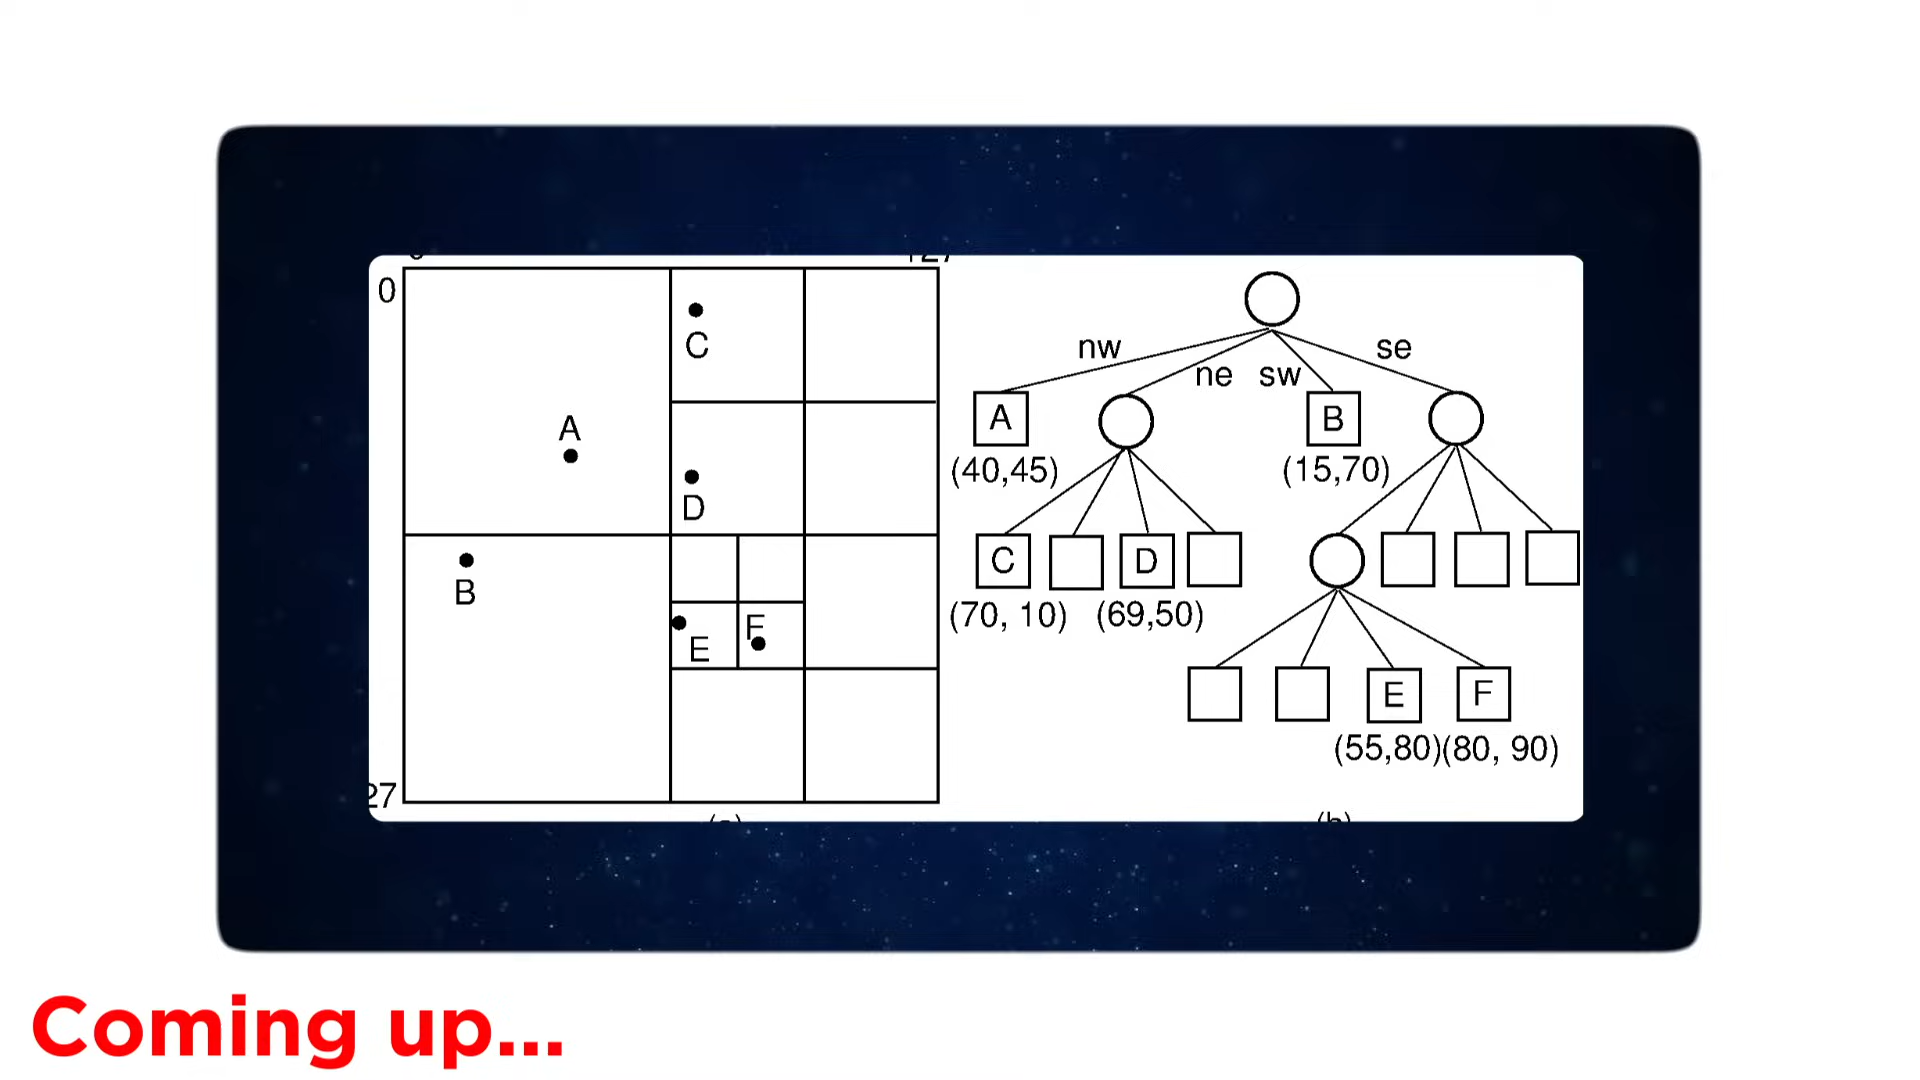 0
C
A
D
B
E
F
27
nw
ne
sw
se
A
B
(40,45)
(15,70)
C
D
(70, 10)
(69,50)
E
F
(55,80)
(80, 90)
Coming up...